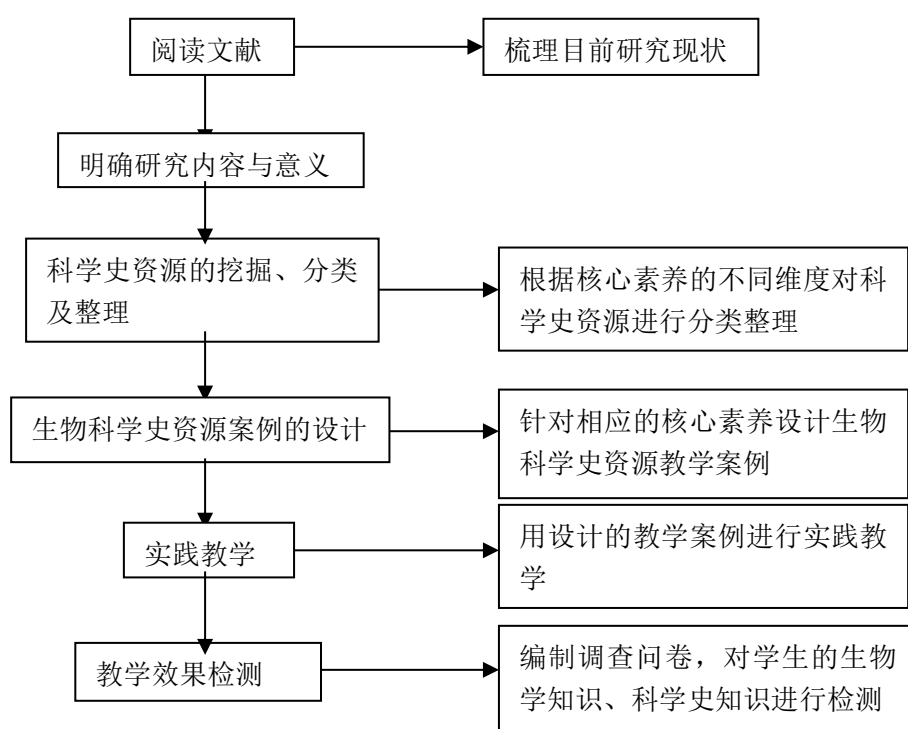 阅读文献
梳理目前研究现状
明确研究内容与意义
科学史资源的挖掘、分类
及整理
根据核心素养的不同维度对科
学史资源进行分类整理
生物科学史资源案例的设计
针对相应的核心素养设计生物
科学史资源教学案例
实践教学
用设计的教学案例进行实践教
学
教学效果检测
编制调查问卷，对学生的生物
学知识、科学史知识进行检测